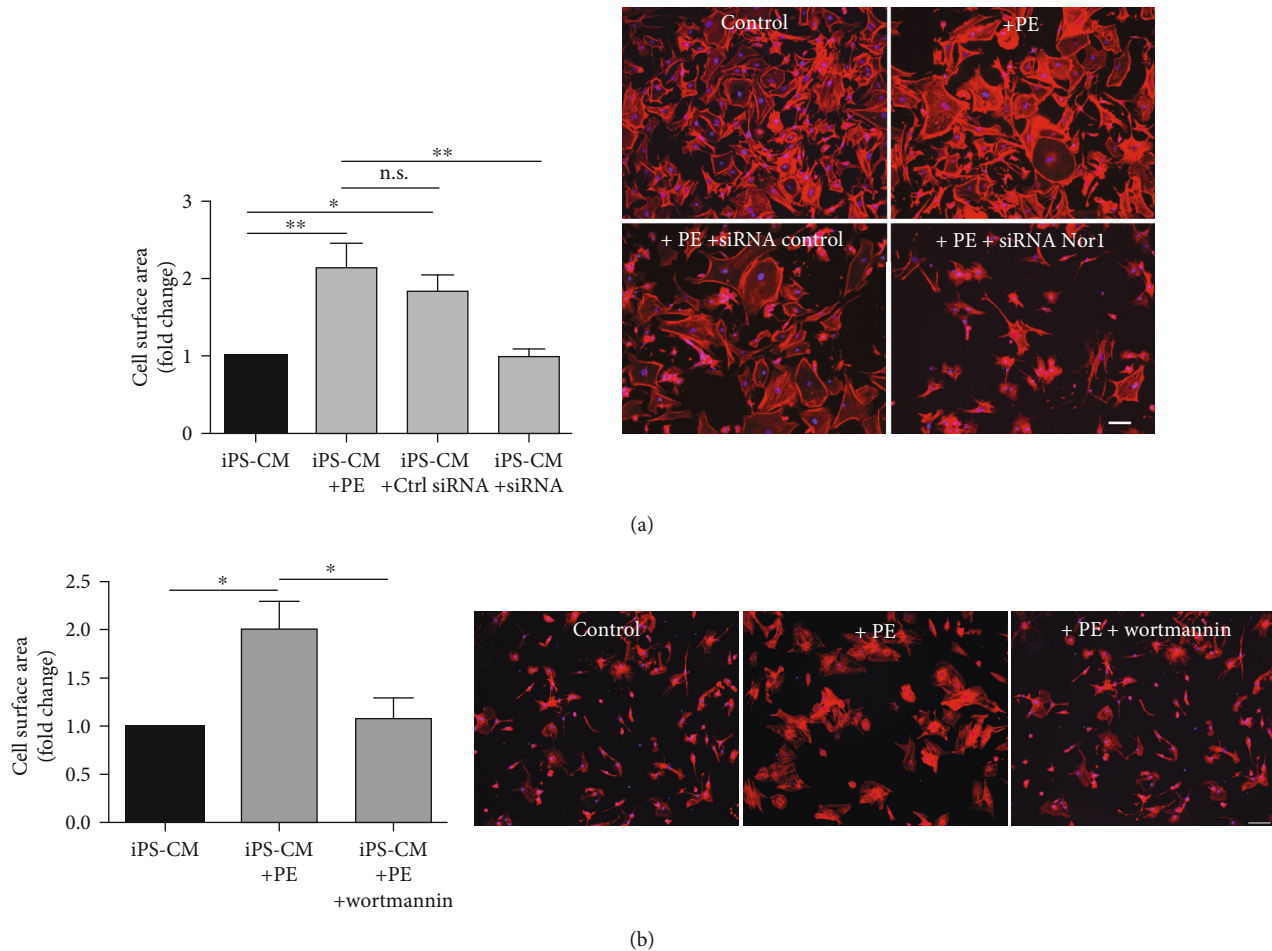 Control
+PE
+ PE +siRNA control
+ PE + siRNA Nor1
**
n.s.
*
**
3
2
1
0
Cell surface area
(fold change)
iPS-CM
iPS-CM
+PE
iPS-CM
+Ctrl siRNA
iPS-CM
+siRNA
(a)
*
*
2.5
2.0
1.5
1.0
0.5
0.0
Cell surface area
(fold change)
iPS-CM
iPS-CM
+PE
iPS-CM
+PE
+wortmannin
Control
+ PE
+ PE + wortmannin
(b)